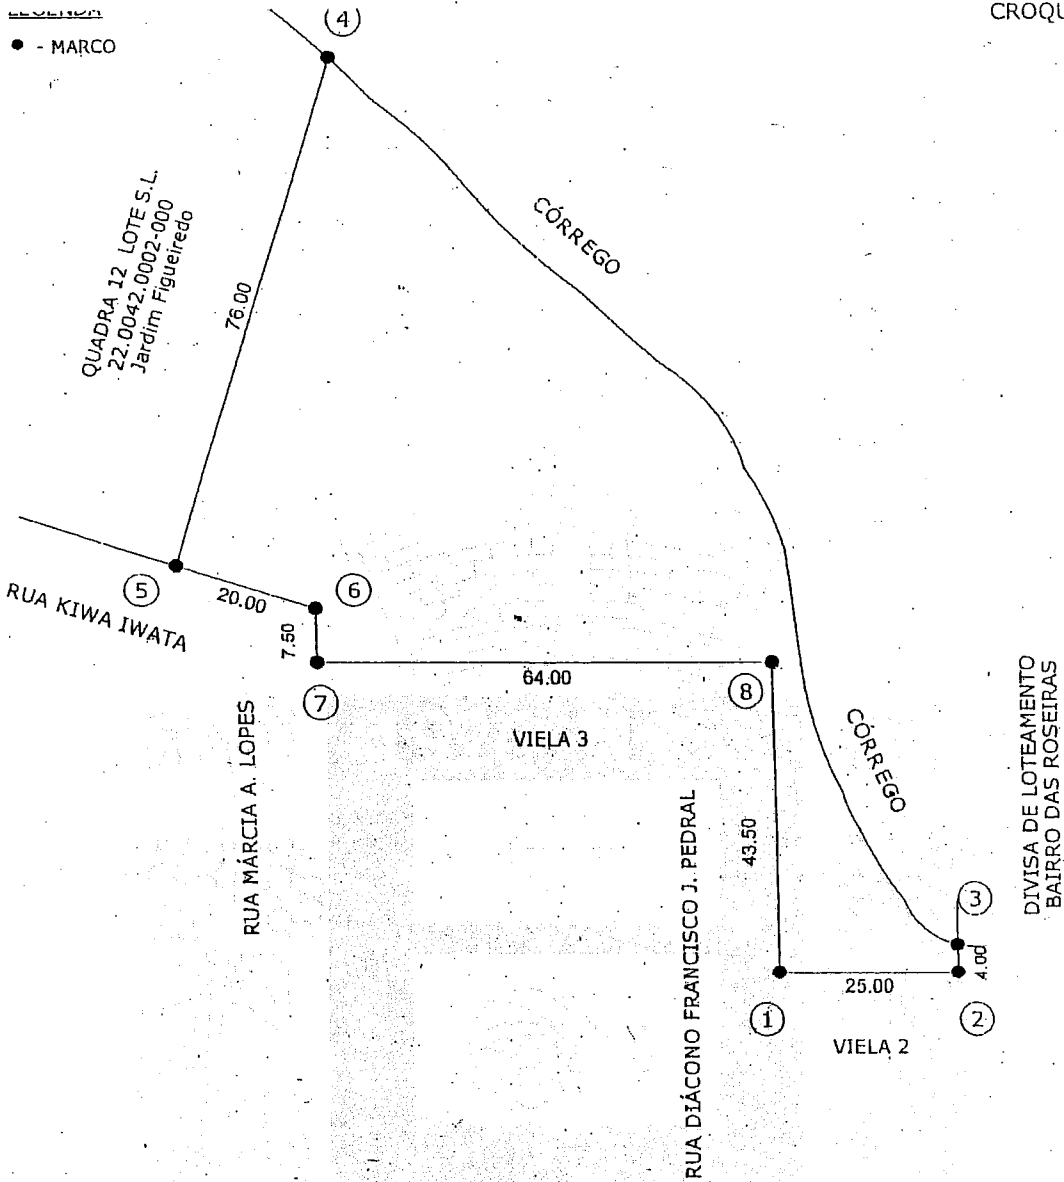 ④
CROQU
● - MARCO
QUADRA 12 LOTE S.L.
22.0042.0002-000
Jardim Figueiredo
76.00
CÓRREGO
⑤
20.00
⑥
RUA KIWA IWATA
7.50
⑦
64.00
⑧
VIELA 3
RUA MÁRCIA A. LOPES
CÓRREGO
DIVISA DE LOTEAMENTO
BAIRRO DAS ROSEIRAS
RUA DIÁCONO FRANCISCO J. PEDRAL
43.50
③
4.00
25.00
①
②
VIELA 2